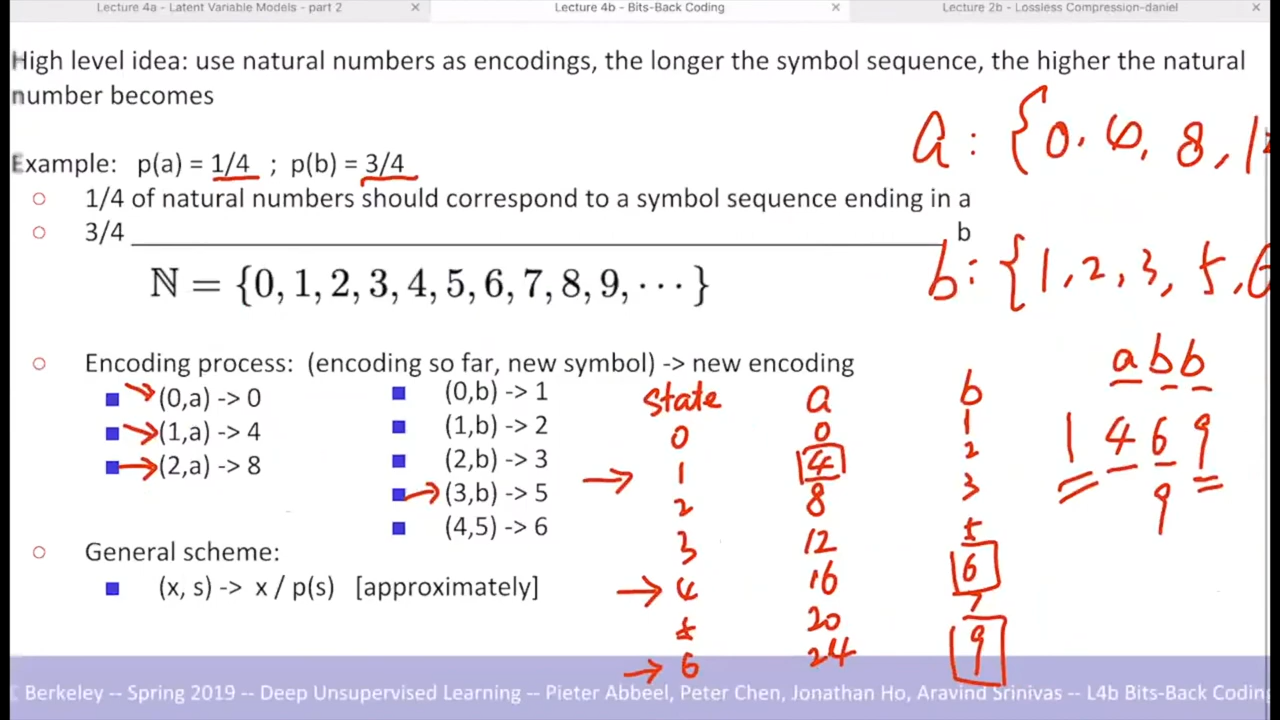 Lecture 4a - Latent Variable Models - part 2 × Lecture 4b - Bits-Back Coding × Lecture 2b - Lossless Compression-daniel ×
High level idea: use natural numbers as encodings, the longer the symbol sequence, the higher the natural
number becomes
a: {0, 4, 8, 1
Example: p(a) = 1/4 ; p(b) = 3/4
1/4 of natural numbers should correspond to a symbol sequence ending in a
3/4 ______ b
b: {1, 2, 3, 5, 6
ℕ = {0, 1, 2, 3, 4, 5, 6, 7, 8, 9, ⋯}
Encoding process: (encoding so far, new symbol) -> new encoding
(0,a) -> 0
(1,a) -> 4
(2,a) -> 8
(0,b) -> 1
(1,b) -> 2
(2,b) -> 3
(3,b) -> 5
(4,5) -> 6
General scheme:
(x, s) -> x / p(s) [approximately]
State a b
0 0 1
1 4 2
2 8 3
3 12 5
4 16 6
5 20 7
6 24 9
a b b
1 4 6 9
9
Berkeley -- Spring 2019 -- Deep Unsupervised Learning -- Pieter Abbeel, Peter Chen, Jonathan Ho, Aravind Srinivas -- L4b Bits-Back Coding